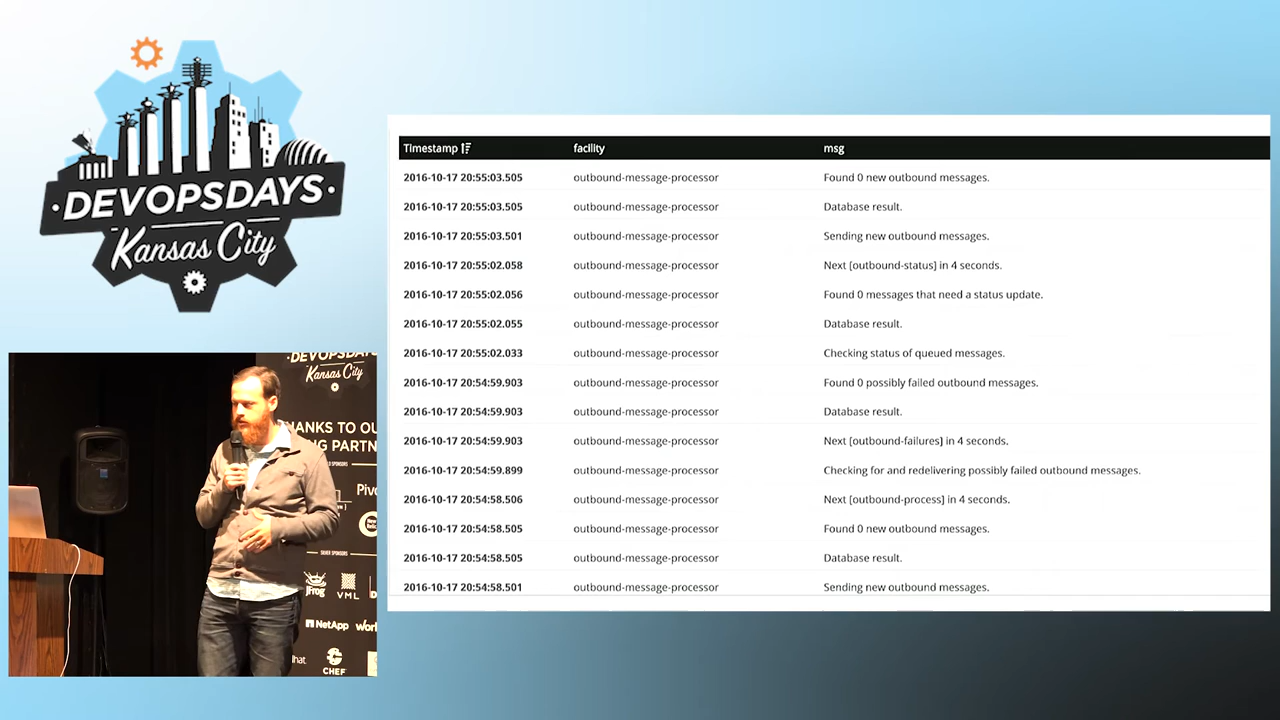 DEVOPSDAYS
Kansas City
Timestamp facility msg
2016-10-17 20:55:03.505 outbound-message-processor Found 0 new outbound messages.
2016-10-17 20:55:03.505 outbound-message-processor Database result.
2016-10-17 20:55:03.501 outbound-message-processor Sending new outbound messages.
2016-10-17 20:55:02.058 outbound-message-processor Next [outbound-status] in 4 seconds.
2016-10-17 20:55:02.056 outbound-message-processor Found 0 messages that need a status update.
2016-10-17 20:55:02.055 outbound-message-processor Database result.
2016-10-17 20:55:02.033 outbound-message-processor Checking status of queued messages.
2016-10-17 20:54:59.903 outbound-message-processor Found 0 possibly failed outbound messages.
2016-10-17 20:54:59.903 outbound-message-processor Database result.
2016-10-17 20:54:59.903 outbound-message-processor Next [outbound-failures] in 4 seconds.
2016-10-17 20:54:59.899 outbound-message-processor Checking for and redelivering possibly failed outbound messages.
2016-10-17 20:54:58.506 outbound-message-processor Next [outbound-process] in 4 seconds.
2016-10-17 20:54:58.505 outbound-message-processor Found 0 new outbound messages.
2016-10-17 20:54:58.505 outbound-message-processor Database result.
2016-10-17 20:54:58.501 outbound-message-processor Sending new outbound messages.
DEVOPSDAYS
Kansas City
HANKS TO OU
NG PARTN
Pivo
SILVER SPONSORS
JFrog VML
NetApp work
hat. CHEF